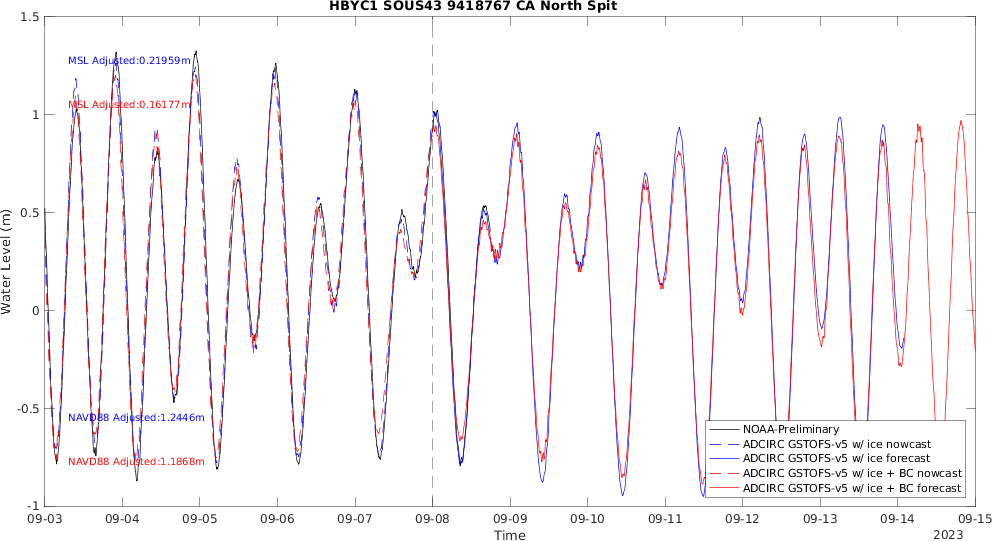 HBYC1 SOUS43 9418767 CA North Spit
1.5
1
0.5
0
-0.5
-1
Water Level (m)
MSL Adjusted:0.21959m
MSL Adjusted:0.16177m
NAVD88 Adjusted:1.2446m
NAVD88 Adjusted:1.1868m
NOAA-Preliminary
ADCIRC GSTOFS-v5 w/ ice nowcast
ADCIRC GSTOFS-v5 w/ ice forecast
ADCIRC GSTOFS-v5 w/ice + BC nowcast
ADCIRC GSTOFS-v5 w/ice + BC forecast
09-03 09-04 09-05 09-06 09-07 09-08 09-09 09-10 09-11 09-12 09-13 09-14 09-15
Time
2023